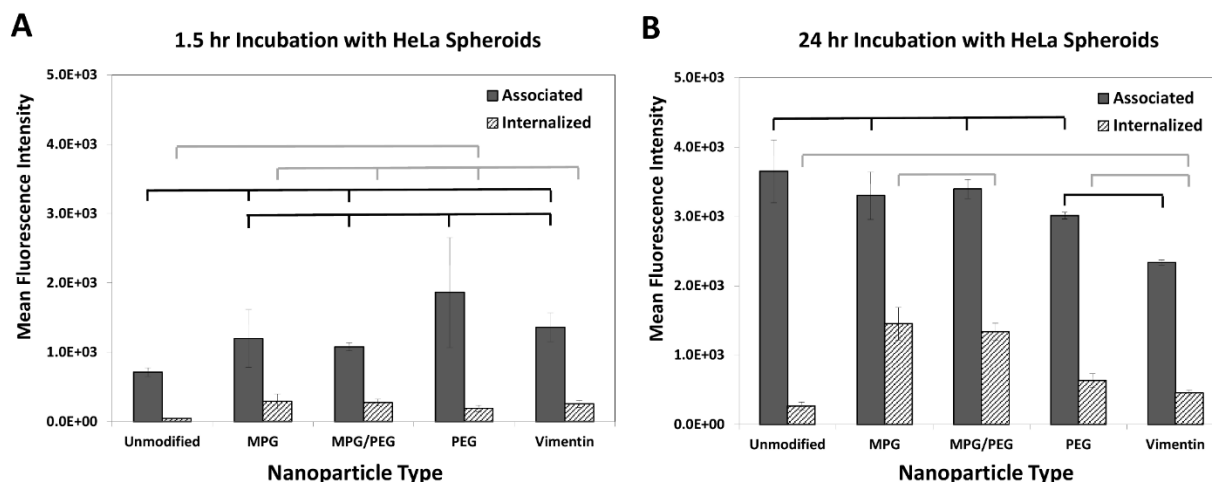 A
1.5 hr Incubation with HeLa Spheroids
Mean Fluorescence Intensity
5.0E+03
4.0E+03
3.0E+03
2.0E+03
1.0E+03
0.0E+00
Associated
Internalized
Unmodified MPG MPG/PEG PEG Vimentin
Nanoparticle Type
B
24 hr Incubation with HeLa Spheroids
Mean Fluorescence Intensity
5.0E+03
4.0E+03
3.0E+03
2.0E+03
1.0E+03
0.0E+00
Associated
Internalized
Unmodified MPG MPG/PEG PEG Vimentin
Nanoparticle Type